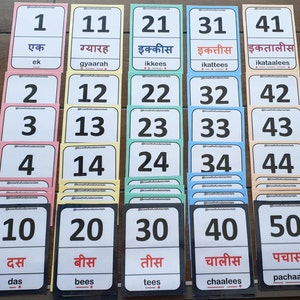 1 11 21 31 41
एक ग्यारह इक्कीस इकत्तीस इकतालीस
ek gyaarah ikkees ikattees ikataalees
2 12 22 32 42
3 13 23 33 43
4 14 24 34 44
10 20 30 40 50
दस बीस तीस चालीस पचास
das bees tees chaalees pachaa